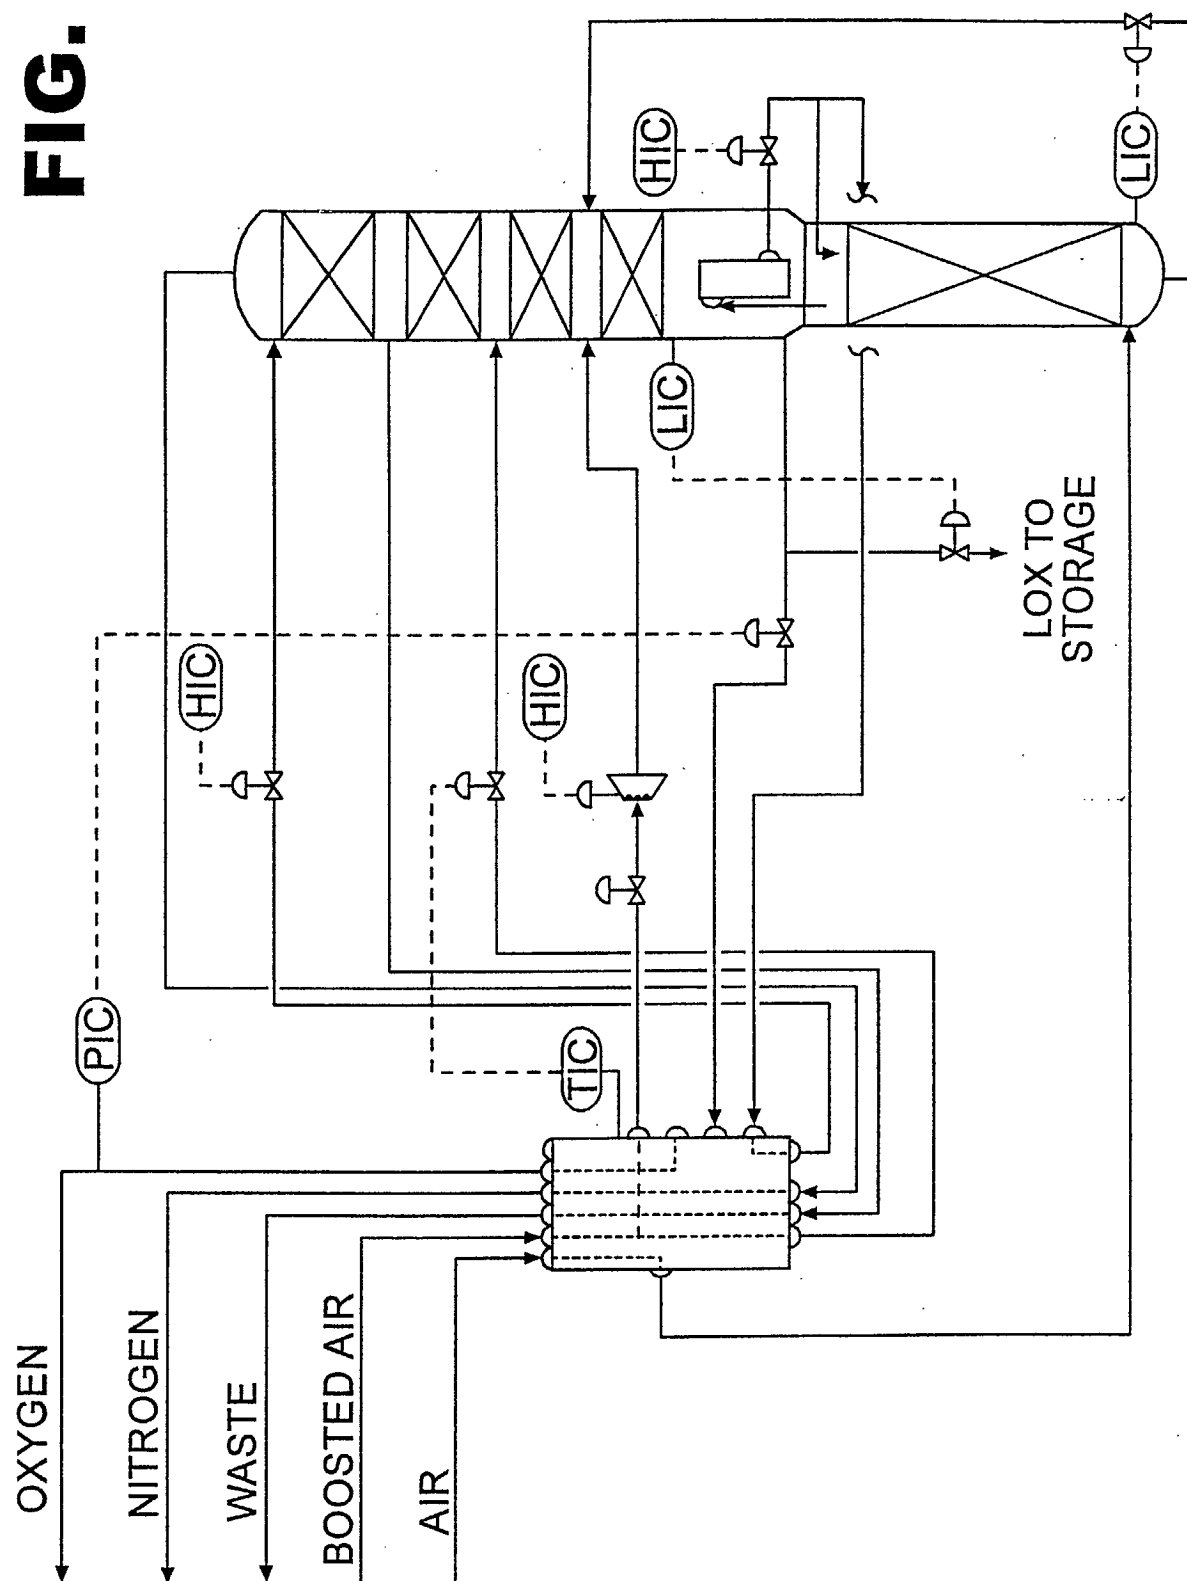 FIG.
OXYGEN
NITROGEN
WASTE
BOOSTED AIR
AIR
PIC
HIC
TIC
HIC
LIC
HIC
LIC
LOX TO
STORAGE